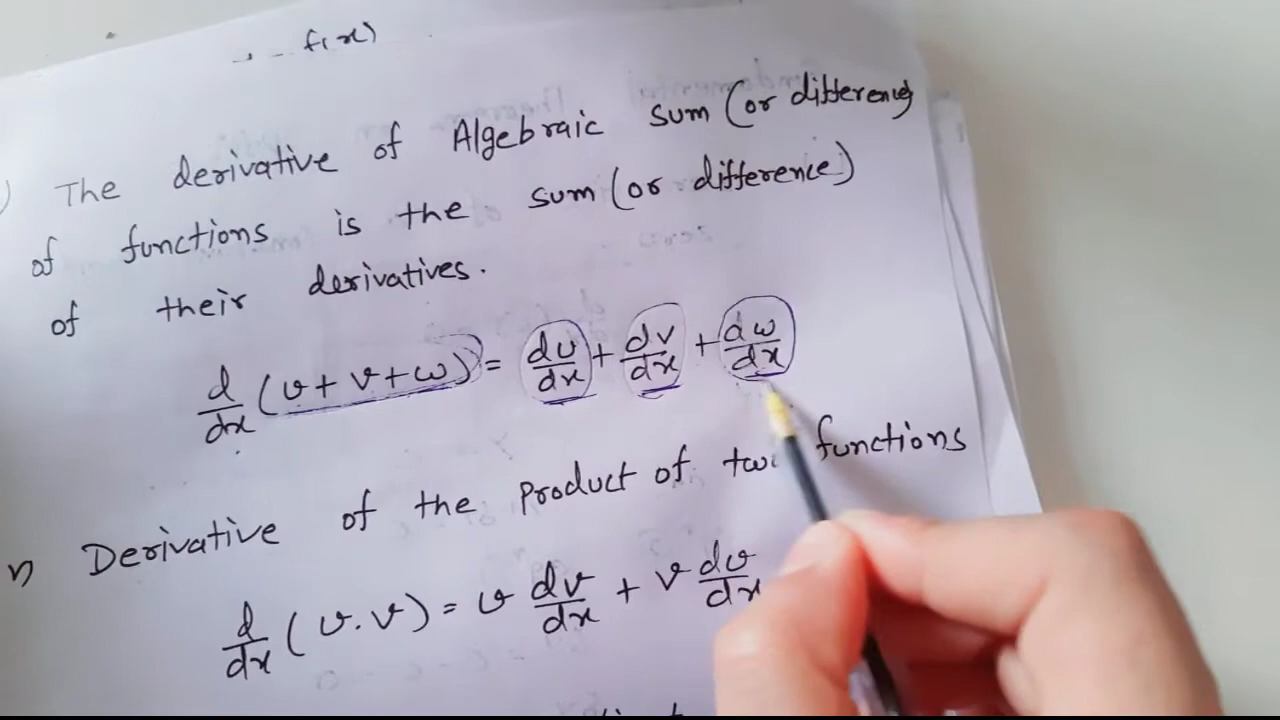 f(x)
The derivative of Algebraic sum (or difference)
of functions is the sum (or difference)
of their derivatives.
d/dx (u + v + w) = du/dx + dv/dx + dw/dx
v) Derivative of the product of two functions
d/dx (u . v) = u dv/dx + v du/dx